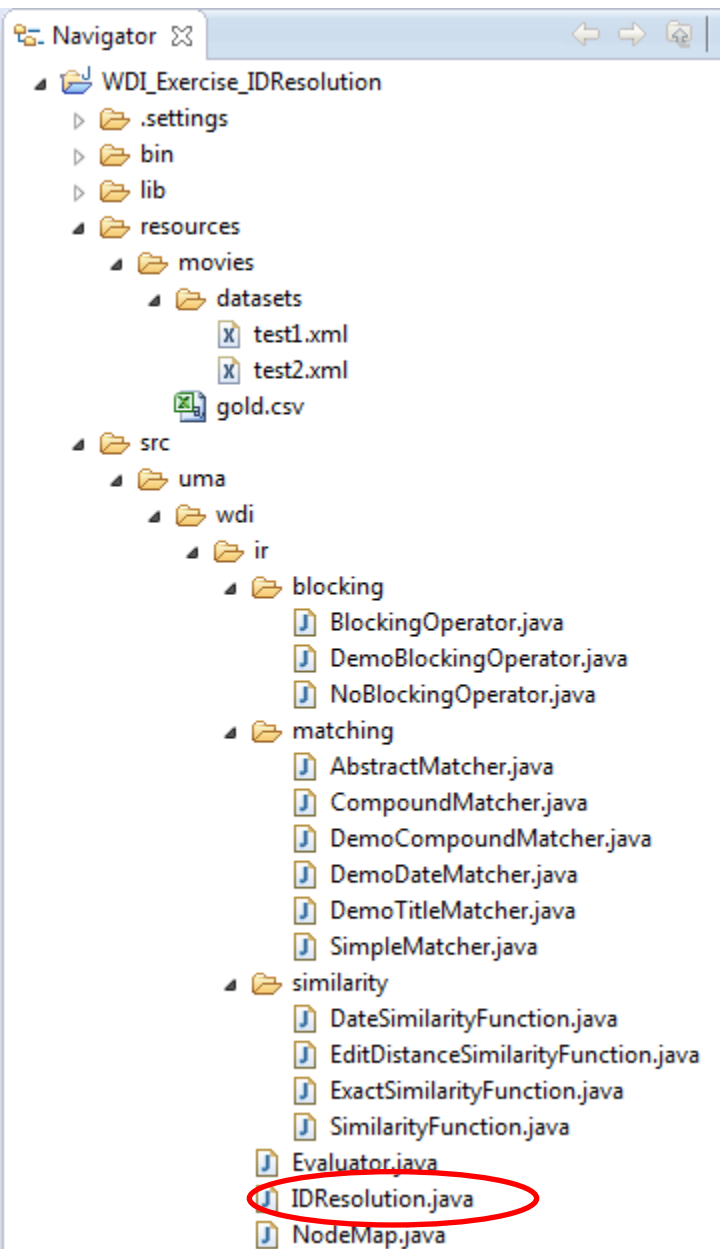 Navigator
WDI_Exercise_IDResolution
.settings
bin
lib
resources
movies
datasets
test1.xml
test2.xml
gold.csv
src
uma
wdi
ir
blocking
BlockingOperator.java
DemoBlockingOperator.java
NoBlockingOperator.java
matching
AbstractMatcher.java
CompoundMatcher.java
DemoCompoundMatcher.java
DemoDateMatcher.java
DemoTitleMatcher.java
SimpleMatcher.java
similarity
DateSimilarityFunction.java
EditDistanceSimilarityFunction.java
ExactSimilarityFunction.java
SimilarityFunction.java
Evaluator.java
IDResolution.java
NodeMap.java